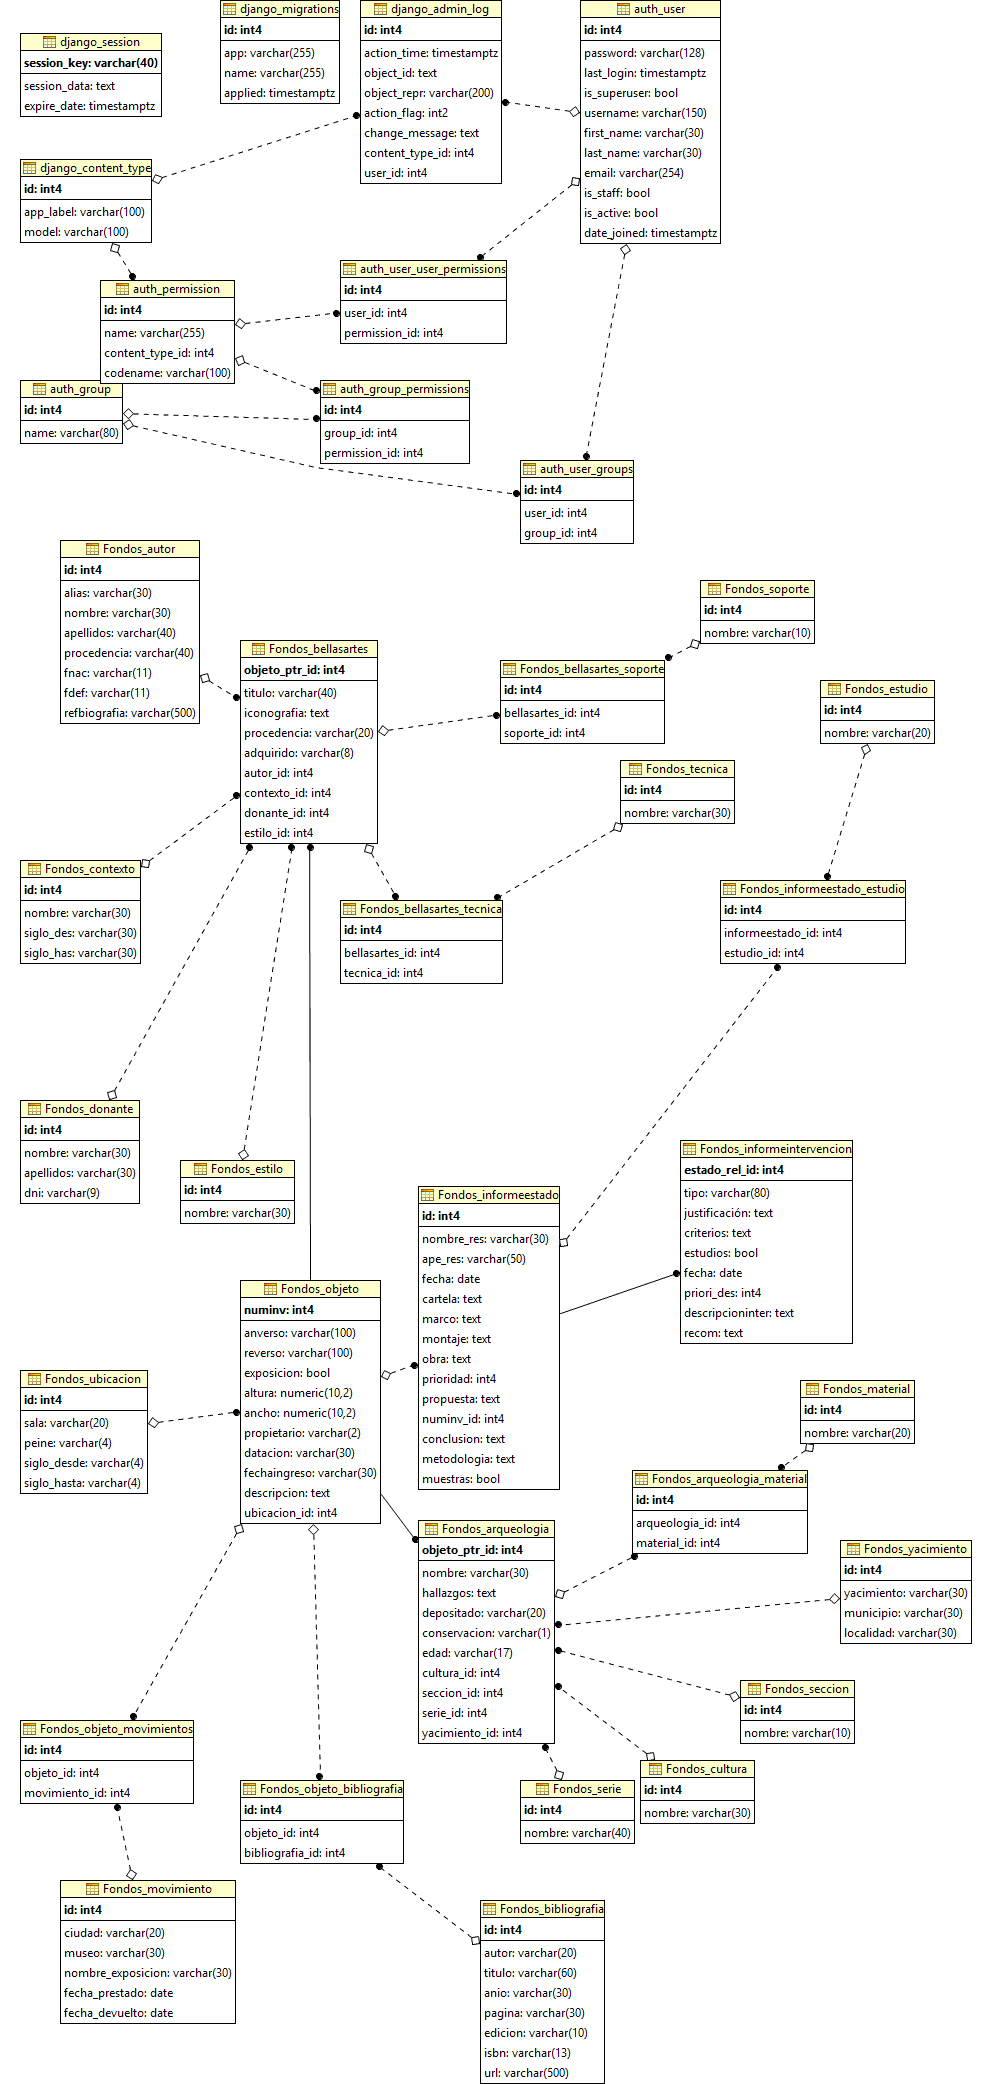 django_session
session_key: varchar(40)
session_data: text
expire_date: timestamptz
django_migrations
id: int4
app: varchar(255)
name: varchar(255)
applied: timestamptz
django_admin_log
id: int4
action_time: timestamptz
object_id: text
object_repr: varchar(200)
action_flag: int2
change_message: text
content_type_id: int4
user_id: int4
auth_user
id: int4
password: varchar(128)
last_login: timestamptz
is_superuser: bool
username: varchar(150)
first_name: varchar(30)
last_name: varchar(30)
email: varchar(254)
is_staff: bool
is_active: bool
date_joined: timestamptz
django_content_type
id: int4
app_label: varchar(100)
model: varchar(100)
auth_permission
id: int4
name: varchar(255)
content_type_id: int4
codename: varchar(100)
auth_user_user_permissions
id: int4
user_id: int4
permission_id: int4
auth_group
id: int4
name: varchar(80)
auth_group_permissions
id: int4
group_id: int4
permission_id: int4
auth_user_groups
id: int4
user_id: int4
group_id: int4
Fondos_autor
id: int4
alias: varchar(30)
nombre: varchar(30)
apellidos: varchar(40)
procedencia: varchar(40)
fnac: varchar(11)
fdef: varchar(11)
refbiografia: varchar(500)
Fondos_bellasartes
objeto_ptr_id: int4
titulo: varchar(40)
iconografia: text
procedencia: varchar(20)
adquirido: varchar(8)
autor_id: int4
contexto_id: int4
donante_id: int4
estilo_id: int4
Fondos_soporte
id: int4
nombre: varchar(10)
Fondos_bellasartes_soporte
id: int4
bellasartes_id: int4
soporte_id: int4
Fondos_estudio
id: int4
nombre: varchar(20)
Fondos_tecnica
id: int4
nombre: varchar(30)
Fondos_contexto
id: int4
nombre: varchar(30)
siglo_des: varchar(30)
siglo_has: varchar(30)
Fondos_bellasartes_tecnica
id: int4
bellasartes_id: int4
tecnica_id: int4
Fondos_informeestado_estudio
id: int4
informeestado_id: int4
estudio_id: int4
Fondos_donante
id: int4
nombre: varchar(30)
apellidos: varchar(30)
dni: varchar(9)
Fondos_estilo
id: int4
nombre: varchar(30)
Fondos_informeestado
id: int4
nombre_res: varchar(30)
ape_res: varchar(50)
fecha: date
cartela: text
marco: text
montaje: text
obra: text
prioridad: int4
propuesta: text
numinv_id: int4
conclusion: text
metodologia: text
muestras: bool
Fondos_informeintervencion
estado_rel_id: int4
tipo: varchar(80)
justificación: text
criterios: text
estudios: bool
fecha: date
priori_des: int4
descripcioninter: text
recom: text
Fondos_objeto
numinv: int4
anverso: varchar(100)
reverso: varchar(100)
exposicion: bool
altura: numeric(10,2)
ancho: numeric(10,2)
propietario: varchar(2)
datacion: varchar(30)
fechaingreso: varchar(30)
descripcion: text
ubicacion_id: int4
Fondos_ubicacion
id: int4
sala: varchar(20)
peine: varchar(4)
siglo_desde: varchar(4)
siglo_hasta: varchar(4)
Fondos_material
id: int4
nombre: varchar(20)
Fondos_arqueologia_material
id: int4
arqueologia_id: int4
material_id: int4
Fondos_arqueologia
objeto_ptr_id: int4
nombre: varchar(30)
hallazgos: text
depositado: varchar(20)
conservacion: varchar(1)
edad: varchar(17)
cultura_id: int4
seccion_id: int4
serie_id: int4
yacimiento_id: int4
Fondos_yacimiento
id: int4
yacimiento: varchar(30)
municipio: varchar(30)
localidad: varchar(30)
Fondos_seccion
id: int4
nombre: varchar(10)
Fondos_objeto_movimientos
id: int4
objeto_id: int4
movimiento_id: int4
Fondos_objeto_bibliografia
id: int4
objeto_id: int4
bibliografia_id: int4
Fondos_serie
id: int4
nombre: varchar(40)
Fondos_cultura
id: int4
nombre: varchar(30)
Fondos_movimiento
id: int4
ciudad: varchar(20)
museo: varchar(30)
nombre_exposicion: varchar(30)
fecha_prestado: date
fecha_devuelto: date
Fondos_bibliografia
id: int4
autor: varchar(20)
titulo: varchar(60)
anio: varchar(30)
pagina: varchar(30)
edicion: varchar(10)
isbn: varchar(13)
url: varchar(500)